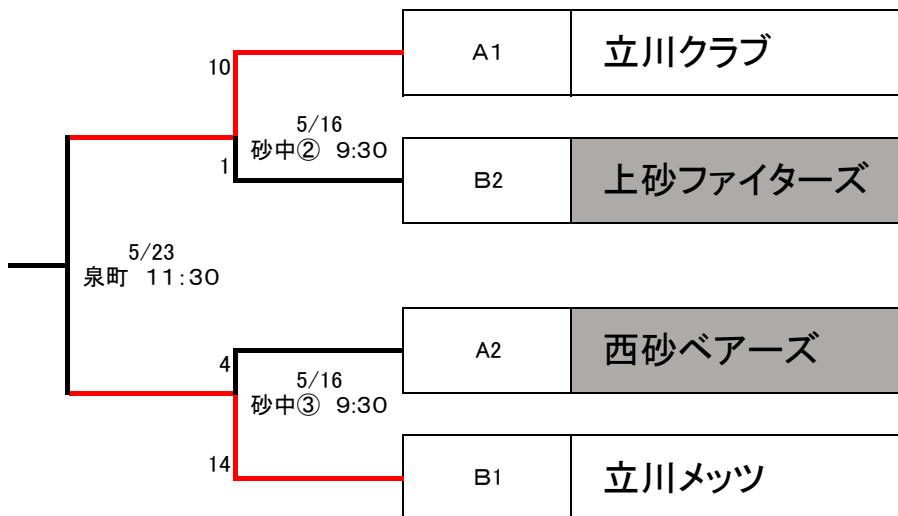 A1 立川クラブ
10
5/16
砂中② 9:30
1
B2 上砂ファイターズ
5/23
泉町 11:30
A2 西砂ベアーズ
4
5/16
砂中③ 9:30
14
B1 立川メッツ